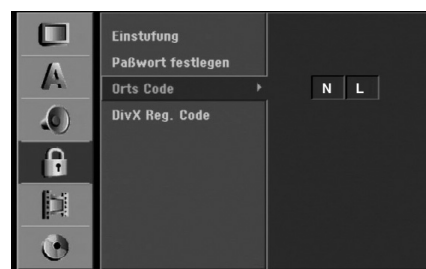 Einstufung
Paßwort festlegen
Orts Code
N L
DivX Reg. Code